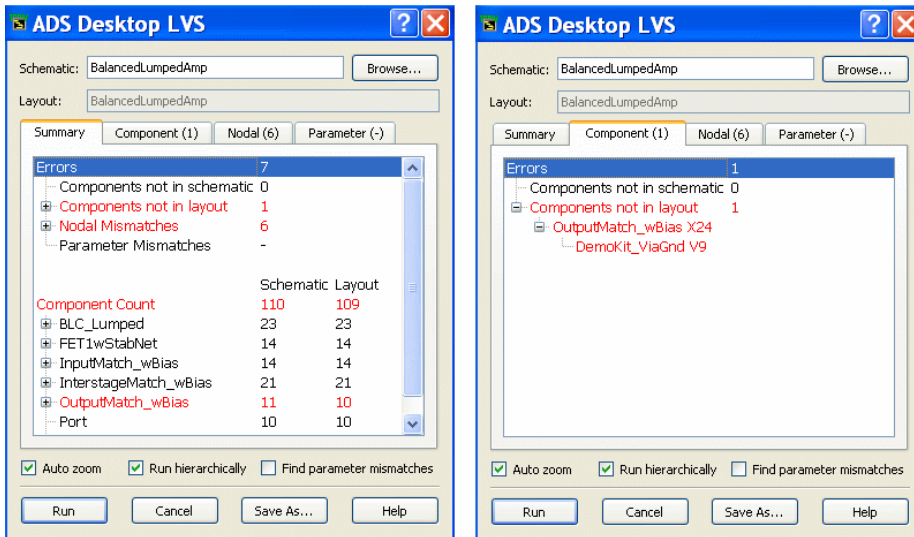 ADS Desktop LVS
Schematic: BalancedLumpedAmp Browse...
Layout: BalancedLumpedAmp
Summary Component (1) Nodal (6) Parameter (-)
Errors 7
Components not in schematic 0
Components not in layout 1
Nodal Mismatches 6
Parameter Mismatches -
Schematic Layout
Component Count 110 109
BLC_Lumped 23 23
FET1wStabNet 14 14
InputMatch_wBias 14 14
InterstageMatch_wBias 21 21
OutputMatch_wBias 11 10
Port 10 10
Auto zoom Run hierarchically Find parameter mismatches
Run Cancel Save As... Help
ADS Desktop LVS
Schematic: BalancedLumpedAmp Browse...
Layout: BalancedLumpedAmp
Summary Component (1) Nodal (6) Parameter (-)
Errors 1
Components not in schematic 0
Components not in layout 1
OutputMatch_wBias X24
DemoKit_ViaGnd V9
Auto zoom Run hierarchically Find parameter mismatches
Run Cancel Save As... Help